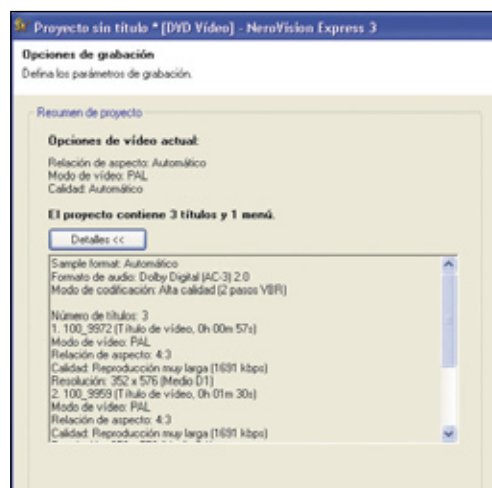 Proyecto sin título * [DVD Vídeo] - NeroVision Express 3
Opciones de grabación
Defina los parámetros de grabación.
Resumen de proyecto
Opciones de vídeo actual:
Relación de aspecto: Automático
Modo de vídeo: PAL
Calidad: Automático
El proyecto contiene 3 títulos y 1 menú.
Detalles <<
Sample format: Automático
Formato de audio: Dolby Digital (AC-3) 2.0
Modo de codificación: Alta calidad (2 pasos VBR)
Número de títulos: 3
1. 100_9972 (Título de vídeo, 0h 00m 57s)
Modo de vídeo: PAL
Relación de aspecto: 4:3
Calidad: Reproducción muy larga (1691 kbps)
Resolución: 352 x 576 (Medio D1)
2. 100_9959 (Título de vídeo, 0h 01m 30s)
Modo de vídeo: PAL
Relación de aspecto: 4:3
Calidad: Reproducción muy larga (1691 kbps)